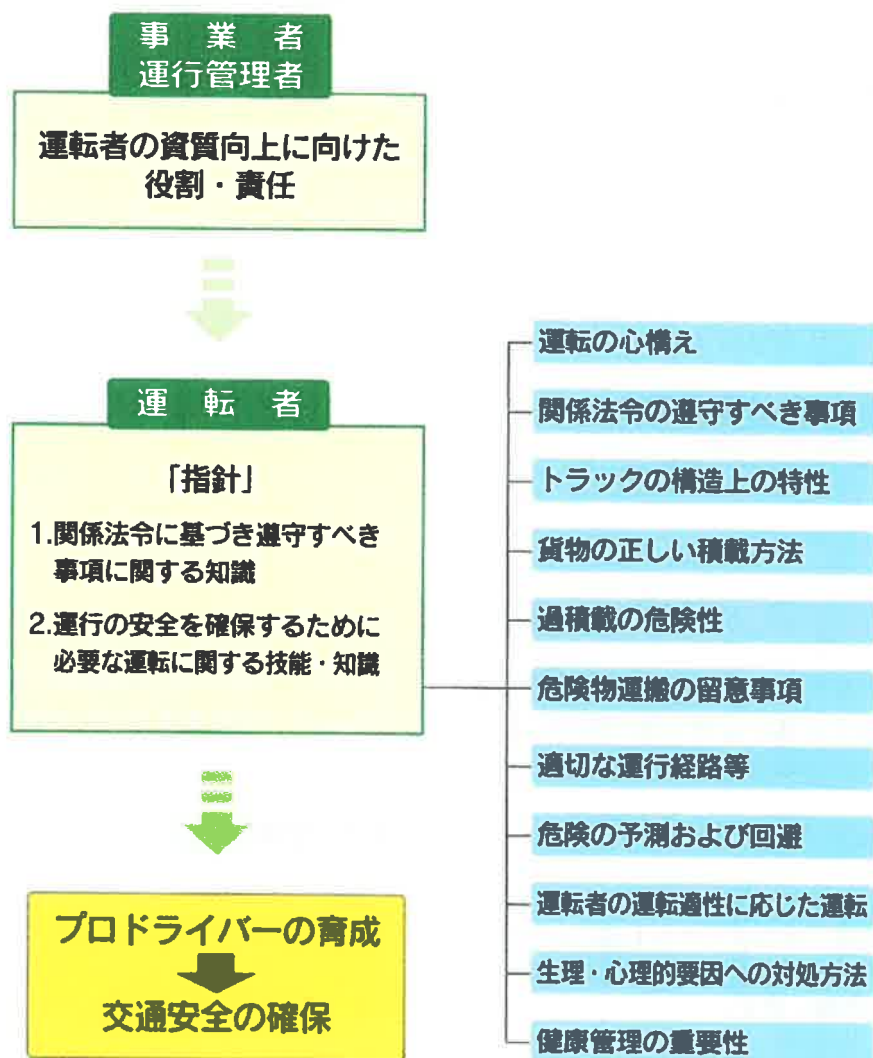 事業者
運行管理者
運転者の資質向上に向けた
役割・責任
運転者
「指針」
1.関係法令に基づき遵守すべき
事項に関する知識
2.運行の安全を確保するために
必要な運転に関する技能・知識
プロドライバーの育成
交通安全の確保
運転の心構え
関係法令の遵守すべき事項
トラックの構造上の特性
貨物の正しい積載方法
過積載の危険性
危険物運搬の留意事項
適切な運行経路等
危険の予測および回避
運転者の運転適性に応じた運転
生理・心理的要因への対処方法
健康管理の重要性